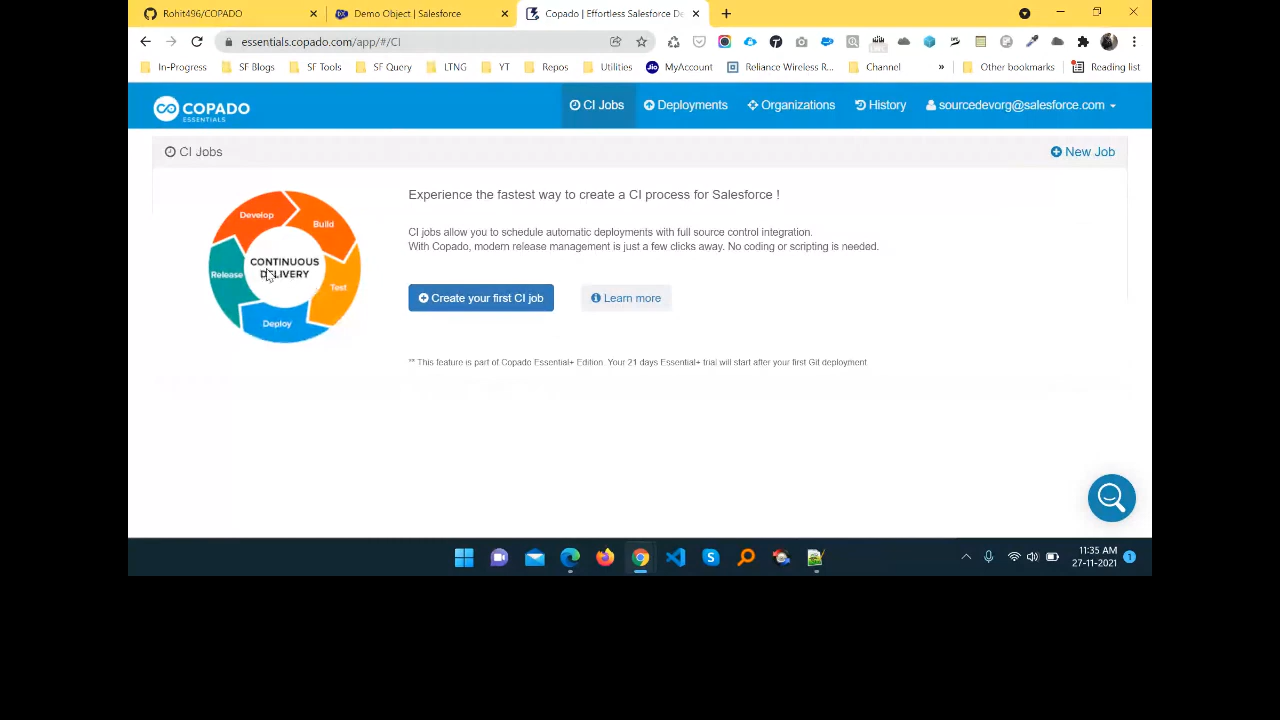 Rohit496/COPADO
Demo Object | Salesforce
Copado | Effortless Salesforce De
essentials.copado.com/app/#/CI
In-Progress
SF Blogs
SF Tools
SF Query
LTNG
YT
Repos
Utilities
MyAccount
Reliance Wireless R...
Channel
»
Other bookmarks
Reading list
COPADO
ESSENTIALS
CI Jobs
Deployments
Organizations
History
sourcedevorg@salesforce.com
CI Jobs
New Job
Develop
Build
Test
Deploy
Release
CONTINUOUS
DELIVERY
Experience the fastest way to create a CI process for Salesforce !
CI jobs allow you to schedule automatic deployments with full source control integration.
With Copado, modern release management is just a few clicks away. No coding or scripting is needed.
Create your first CI job
Learn more
** This feature is part of Copado Essential+ Edition. Your 21 days Essential+ trial will start after your first Git deployment
11:35 AM
27-11-2021
1